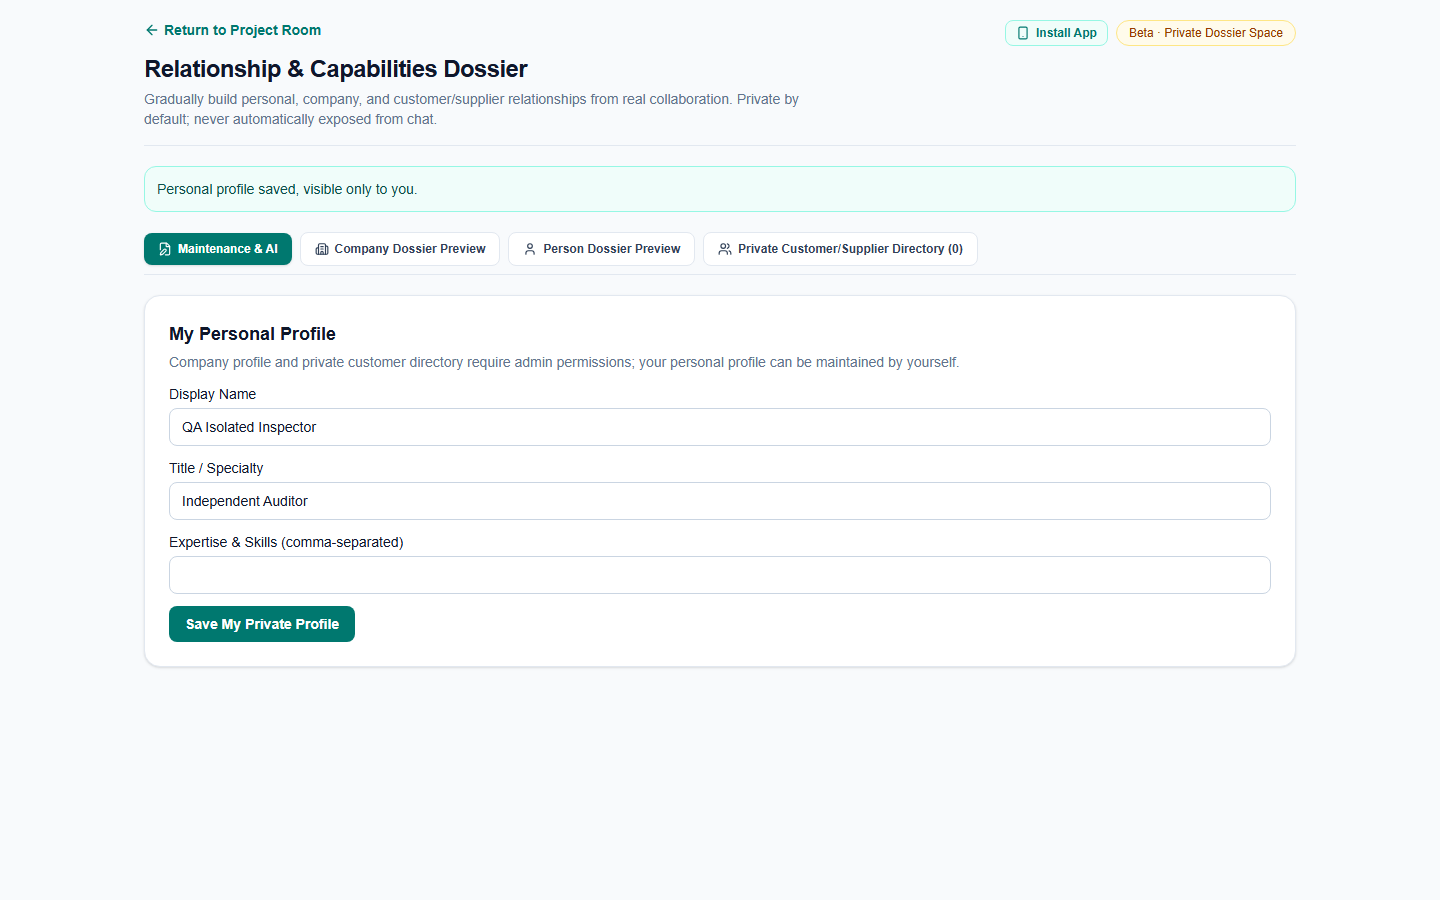 Return to Project Room
Install App
Beta · Private Dossier Space
Relationship & Capabilities Dossier
Gradually build personal, company, and customer/supplier relationships from real collaboration. Private by
default; never automatically exposed from chat.
Personal profile saved, visible only to you.
Maintenance & AI
Company Dossier Preview
Person Dossier Preview
Private Customer/Supplier Directory (0)
My Personal Profile
Company profile and private customer directory require admin permissions; your personal profile can be maintained by yourself.
Display Name
QA Isolated Inspector
Title / Specialty
Independent Auditor
Expertise & Skills (comma-separated)
Save My Private Profile